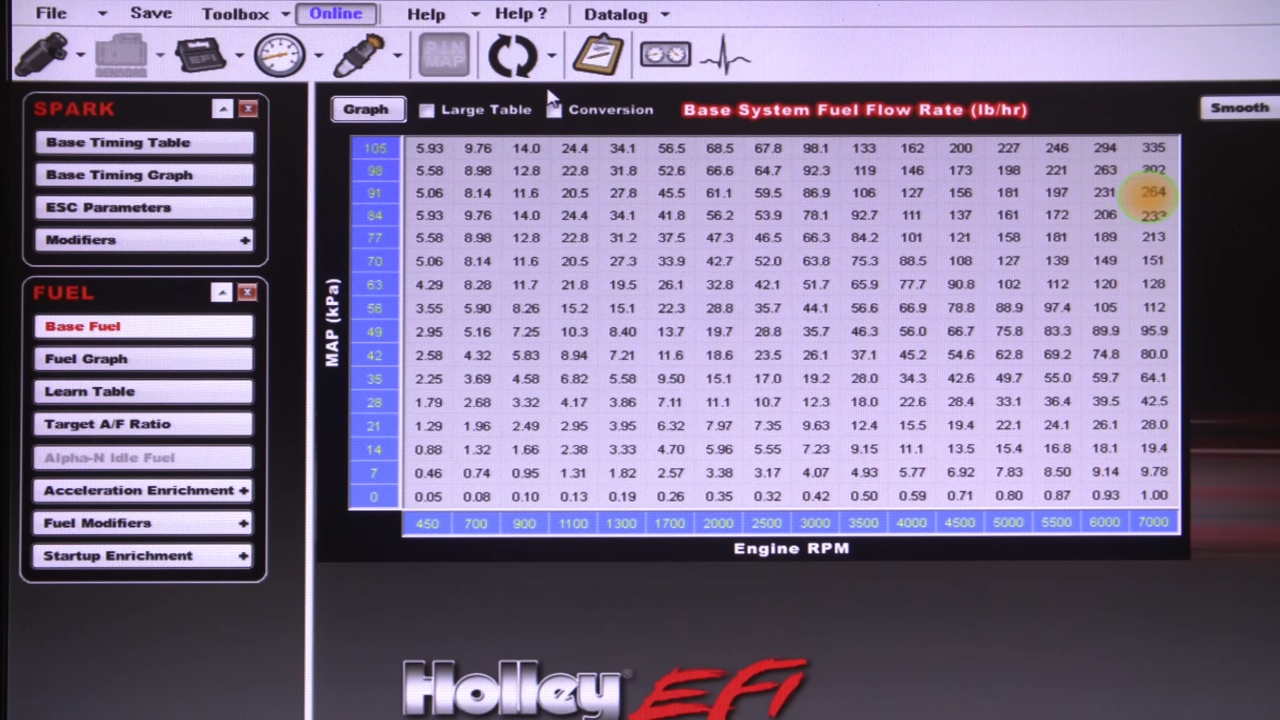 File Save Toolbox Online Help Help ? Datalog
PIN MAP
Holley EFI
SPARK
Base Timing Table
Base Timing Graph
ESC Parameters
Modifiers +
FUEL
Base Fuel
Fuel Graph
Learn Table
Target A/F Ratio
Alpha-N Idle Fuel
Acceleration Enrichment +
Fuel Modifiers +
Startup Enrichment +
Graph Large Table Conversion Base System Fuel Flow Rate (lb/hr) Smooth
MAP (kPa)
105 5.93 9.76 14.0 24.4 34.1 56.5 68.5 67.8 98.1 133 162 200 227 246 294 335
98 5.58 8.98 12.8 22.8 31.8 52.6 66.6 64.7 92.3 119 146 173 198 221 263
91 5.06 8.14 11.6 20.5 27.8 45.5 61.1 59.5 86.9 106 127 156 181 197 231 264
84 5.93 9.76 14.0 24.4 34.1 41.8 56.2 53.9 78.1 92.7 111 137 161 172 206
77 5.58 8.98 12.8 22.8 31.2 37.5 47.3 46.5 66.3 84.2 101 121 158 181 189 213
70 5.06 8.14 11.6 20.5 27.3 33.9 42.7 52.0 63.8 75.3 88.5 108 127 139 149 151
63 4.29 8.28 11.7 21.8 19.5 26.1 32.8 42.1 51.7 65.9 77.7 90.8 102 112 120 128
56 3.55 5.90 8.26 15.2 15.1 22.3 28.8 35.7 44.1 56.6 66.9 78.8 88.9 97.4 105 112
49 2.95 5.16 7.25 10.3 8.40 13.7 19.7 28.8 35.7 46.3 56.0 66.7 75.8 83.3 89.9 95.9
42 2.58 4.32 5.83 8.94 7.21 11.6 18.6 23.5 26.1 37.1 45.2 54.6 62.8 69.2 74.8 80.0
35 2.25 3.69 4.58 6.82 5.58 9.50 15.1 17.0 19.2 28.0 34.3 42.6 49.7 55.0 59.7 64.1
28 1.79 2.68 3.32 4.17 3.86 7.11 11.1 10.7 12.3 18.0 22.6 28.4 33.1 36.4 39.5 42.5
21 1.29 1.96 2.49 2.95 3.95 6.32 7.97 7.35 9.63 12.4 15.5 19.4 22.1 24.1 26.1 28.0
14 0.88 1.32 1.66 2.38 3.33 4.70 5.96 5.55 7.23 9.15 11.1 13.5 15.4 16.8 18.1 19.4
7 0.46 0.74 0.95 1.31 1.82 2.57 3.38 3.17 4.07 4.93 5.77 6.92 7.83 8.50 9.14 9.78
0 0.05 0.08 0.10 0.13 0.19 0.26 0.35 0.32 0.42 0.50 0.59 0.71 0.80 0.87 0.93 1.00
450 700 900 1100 1300 1700 2000 2500 3000 3500 4000 4500 5000 5500 6000 7000
Engine RPM
Holley EFI